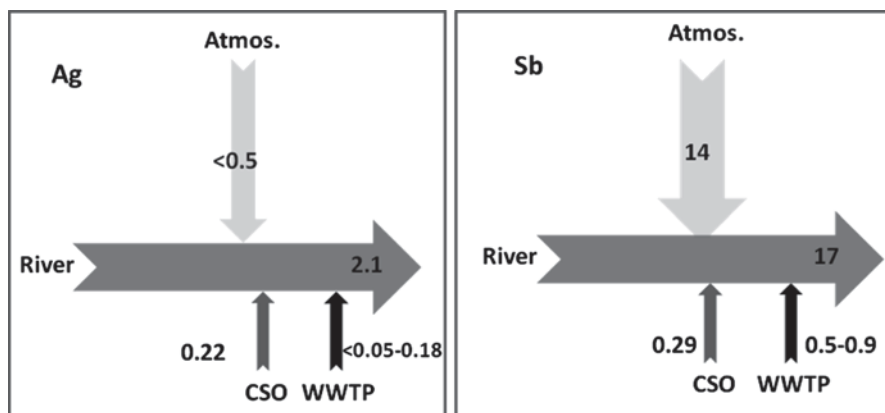 Atmos.
Ag
<0.5
River
2.1
0.22
<0.05-0.18
CSO WWTP
Atmos.
Sb
14
River
17
0.29
0.5-0.9
CSO WWTP